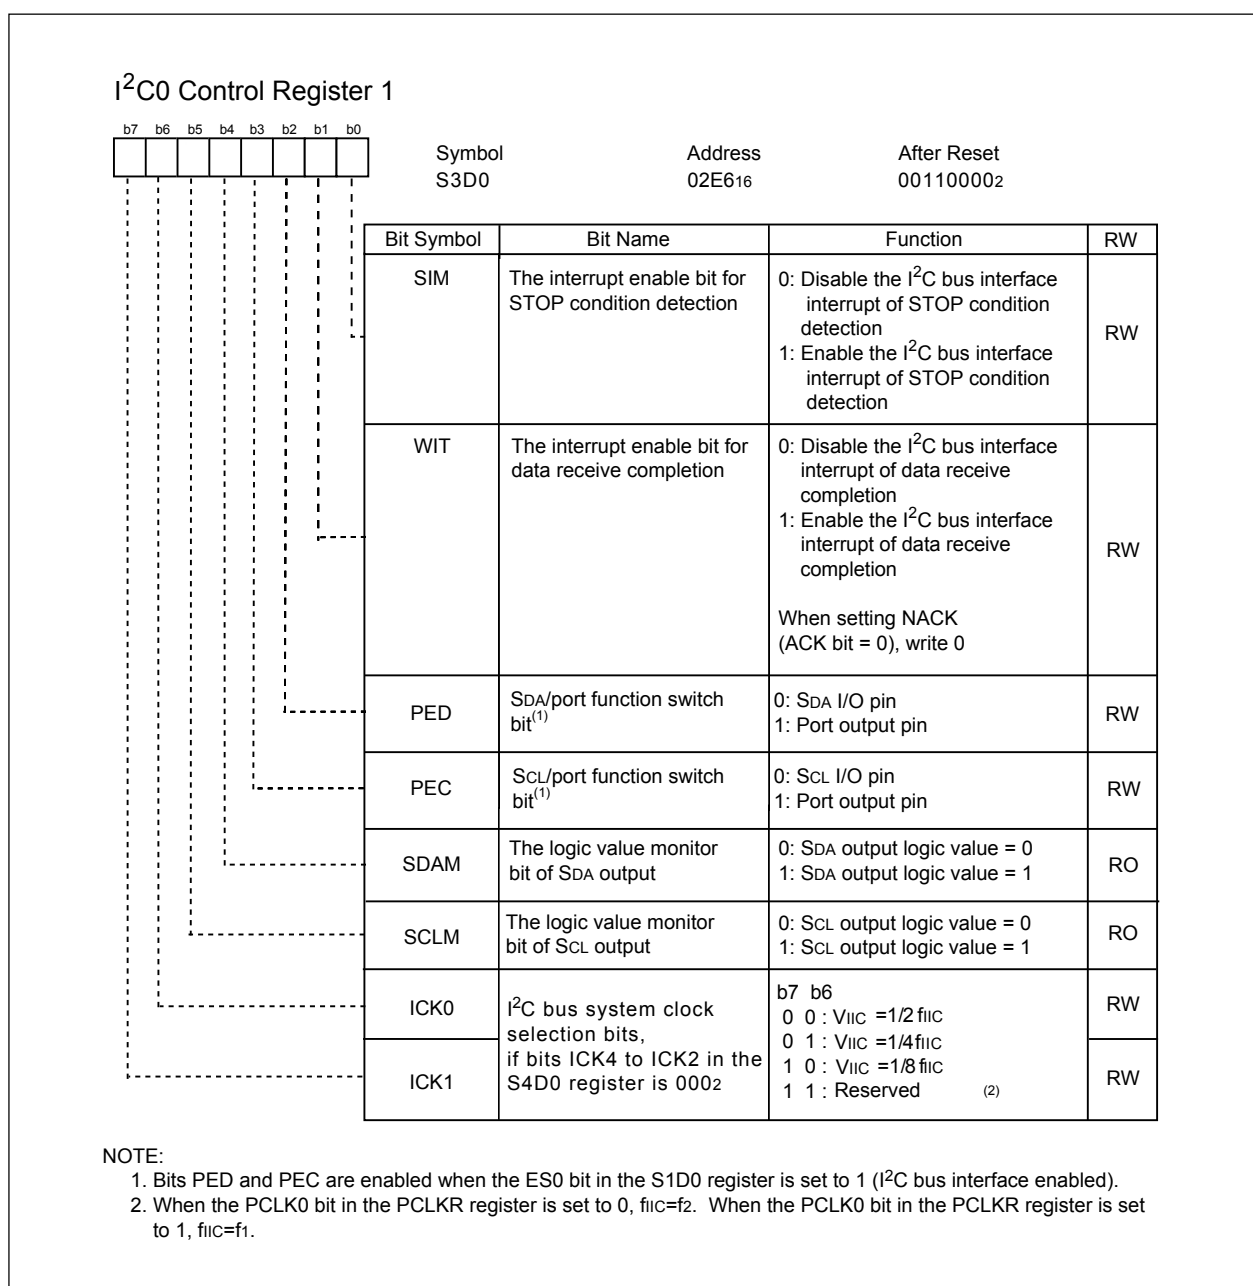 I²C0 Control Register 1
b7 b6 b5 b4 b3 b2 b1 b0
Symbol Address After Reset
S3D0 02E616 001100002
Bit Symbol Bit Name Function RW
SIM
The interrupt enable bit for
STOP condition detection
0: Disable the I²C bus interface
interrupt of STOP condition
detection
1: Enable the I²C bus interface
interrupt of STOP condition
detection
RW
WIT
The interrupt enable bit for
data receive completion
0: Disable the I²C bus interface
interrupt of data receive
completion
1: Enable the I²C bus interface
interrupt of data receive
completion
When setting NACK
(ACK bit = 0), write 0
RW
PED
SDA/port function switch
bit(1)
0: SDA I/O pin
1: Port output pin
RW
PEC
SCL/port function switch
bit(1)
0: SCL I/O pin
1: Port output pin
RW
SDAM
The logic value monitor
bit of SDA output
0: SDA output logic value = 0
1: SDA output logic value = 1
RO
SCLM
The logic value monitor
bit of SCL output
0: SCL output logic value = 0
1: SCL output logic value = 1
RO
ICK0
ICK1
I²C bus system clock
selection bits,
if bits ICK4 to ICK2 in the
S4D0 register is 0002
b7 b6
0 0 : VIIC =1/2 fIIC
0 1 : VIIC =1/4fIIC
1 0 : VIIC =1/8 fIIC
1 1 : Reserved (2)
RW
RW
NOTE:
1. Bits PED and PEC are enabled when the ES0 bit in the S1D0 register is set to 1 (I²C bus interface enabled).
2. When the PCLK0 bit in the PCLKR register is set to 0, fIIC=f2. When the PCLK0 bit in the PCLKR register is set
to 1, fIIC=f1.